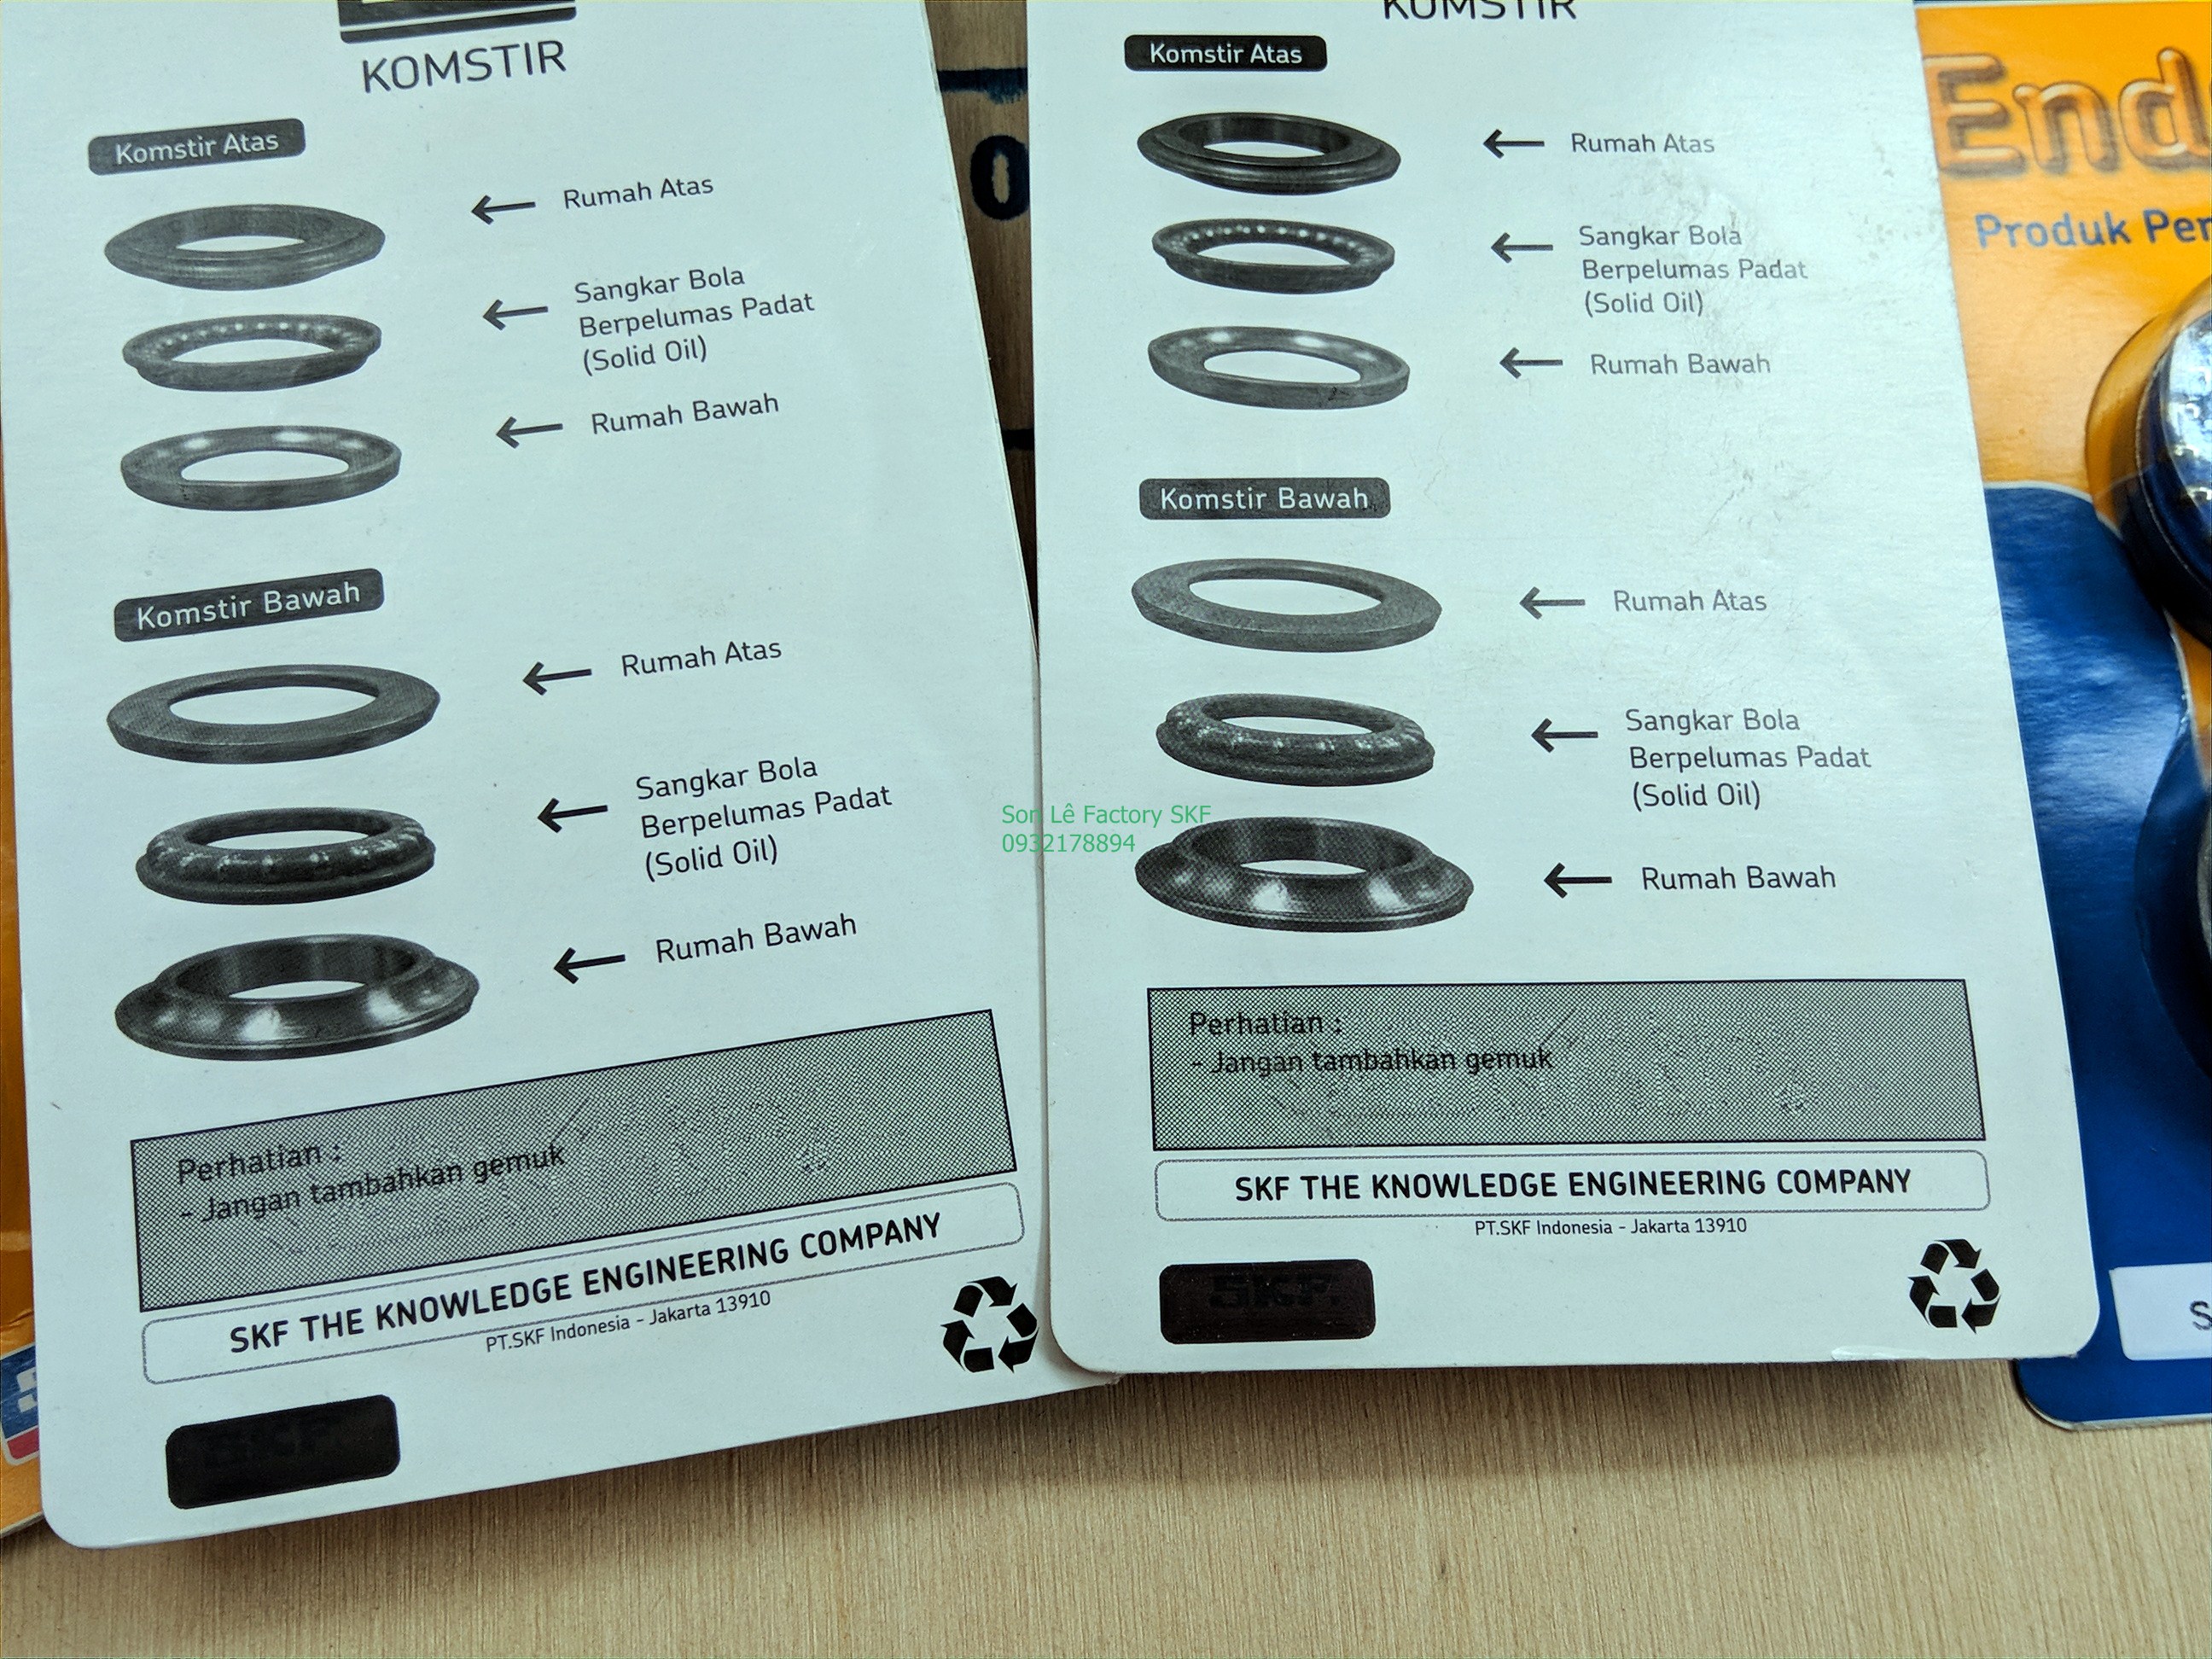 KOMSTIR
Komstir Atas
Rumah Atas
Sangkar Bola
Berpelumas Padat
(Solid Oil)
Rumah Bawah
Komstir Bawah
Rumah Atas
Sangkar Bola
Berpelumas Padat
(Solid Oil)
Rumah Bawah
Perhatian :
- Jangan tambahkan gemuk
SKF THE KNOWLEDGE ENGINEERING COMPANY
PT.SKF Indonesia - Jakarta 13910
SKF
KOMSTIR
Komstir Atas
Rumah Atas
Sangkar Bola
Berpelumas Padat
(Solid Oil)
Rumah Bawah
Komstir Bawah
Rumah Atas
Sangkar Bola
Berpelumas Padat
(Solid Oil)
Rumah Bawah
Perhatian :
- Jangan tambahkan gemuk
SKF THE KNOWLEDGE ENGINEERING COMPANY
PT.SKF Indonesia - Jakarta 13910
SKF
Son Lê Factory SKF
0932178894
0
Produk